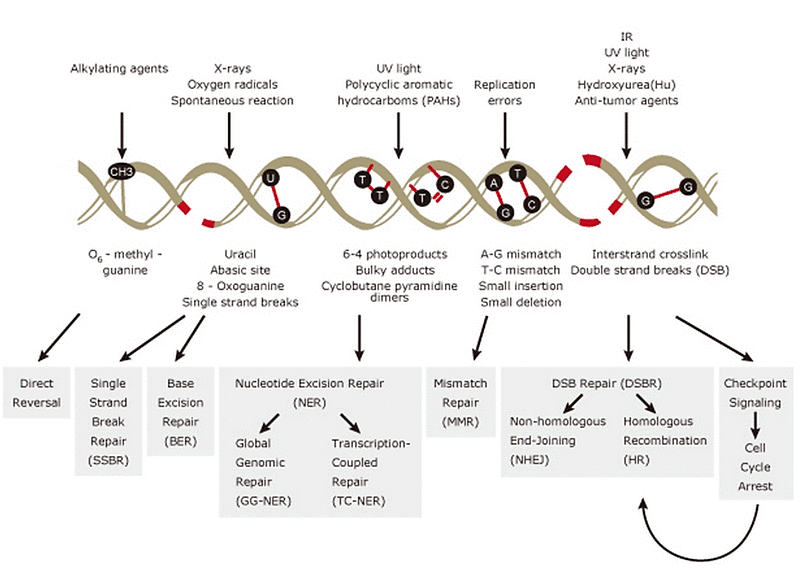 Alkylating agents
X-rays
Oxygen radicals
Spontaneous reaction
UV light
Polycyclic aromatic
hydrocarboms (PAHs)
Replication
errors
IR
UV light
X-rays
Hydroxyurea(Hu)
Anti-tumor agents
CH3
U
G
T
T
T
C
A
G
T
C
G
G
O6 - methyl -
guanine
Uracil
Abasic site
8 - Oxoguanine
Single strand breaks
6-4 photoproducts
Bulky adducts
Cyclobutane pyramidine
dimers
A-G mismatch
T-C mismatch
Small insertion
Small deletion
Interstrand crosslink
Double strand breaks (DSB)
Direct
Reversal
Single
Strand
Break
Repair
(SSBR)
Base
Excision
Repair
(BER)
Nucleotide Excision Repair
(NER)
Global
Genomic
Repair
(GG-NER)
Transcription-
Coupled
Repair
(TC-NER)
Mismatch
Repair
(MMR)
DSB Repair (DSBR)
Non-homologous
End-Joining
(NHEJ)
Homologous
Recombination
(HR)
Checkpoint
Signaling
Cell
Cycle
Arrest